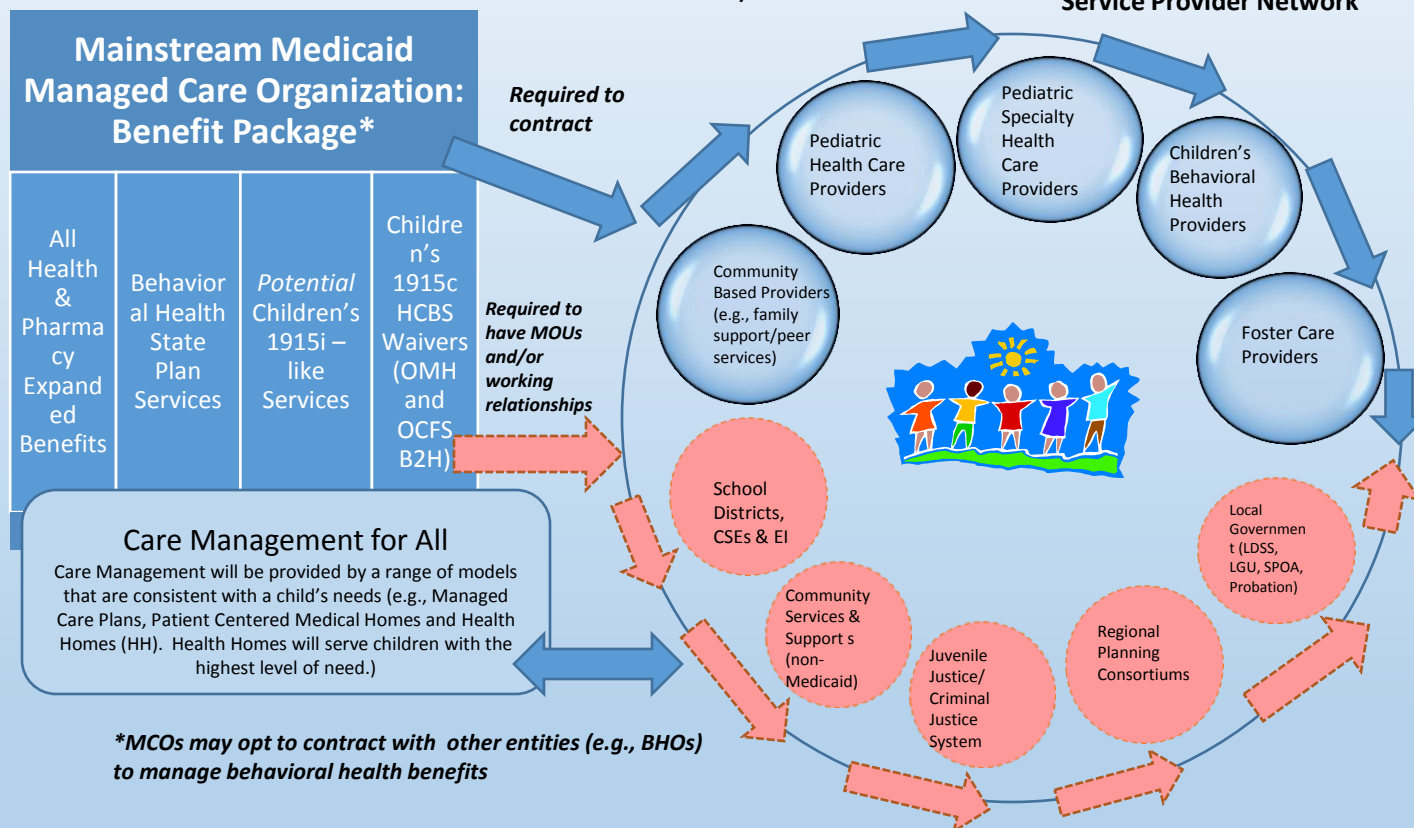 Service Provider Network
Mainstream Medicaid
Managed Care Organization:
Benefit Package*
All
Health
&
Pharma
cy
Expand
ed
Benefits
Behavior
al Health
State
Plan
Services
Potential
Children's
1915i –
like
Services
Childre
n's
1915c
HCBS
Waivers
(OMH
and
OCFS
B2H)
Required to
contract
Required to
have MOUs
and/or
working
relationships
Community
Based Providers
(e.g., family
support/peer
services)
Pediatric
Health Care
Providers
Pediatric
Specialty
Health
Care
Providers
Children's
Behavioral
Health
Providers
Foster Care
Providers
School
Districts,
CSEs & EI
Community
Services &
Support s
(non-
Medicaid)
Juvenile
Justice/
Criminal
Justice
System
Regional
Planning
Consortiums
Local
Governmen
t (LDSS,
LGU, SPOA,
Probation)
Care Management for All
Care Management will be provided by a range of models
that are consistent with a child's needs (e.g., Managed
Care Plans, Patient Centered Medical Homes and Health
Homes (HH).  Health Homes will serve children with the
highest level of need.)
*MCOs may opt to contract with  other entities (e.g., BHOs)
to manage behavioral health benefits